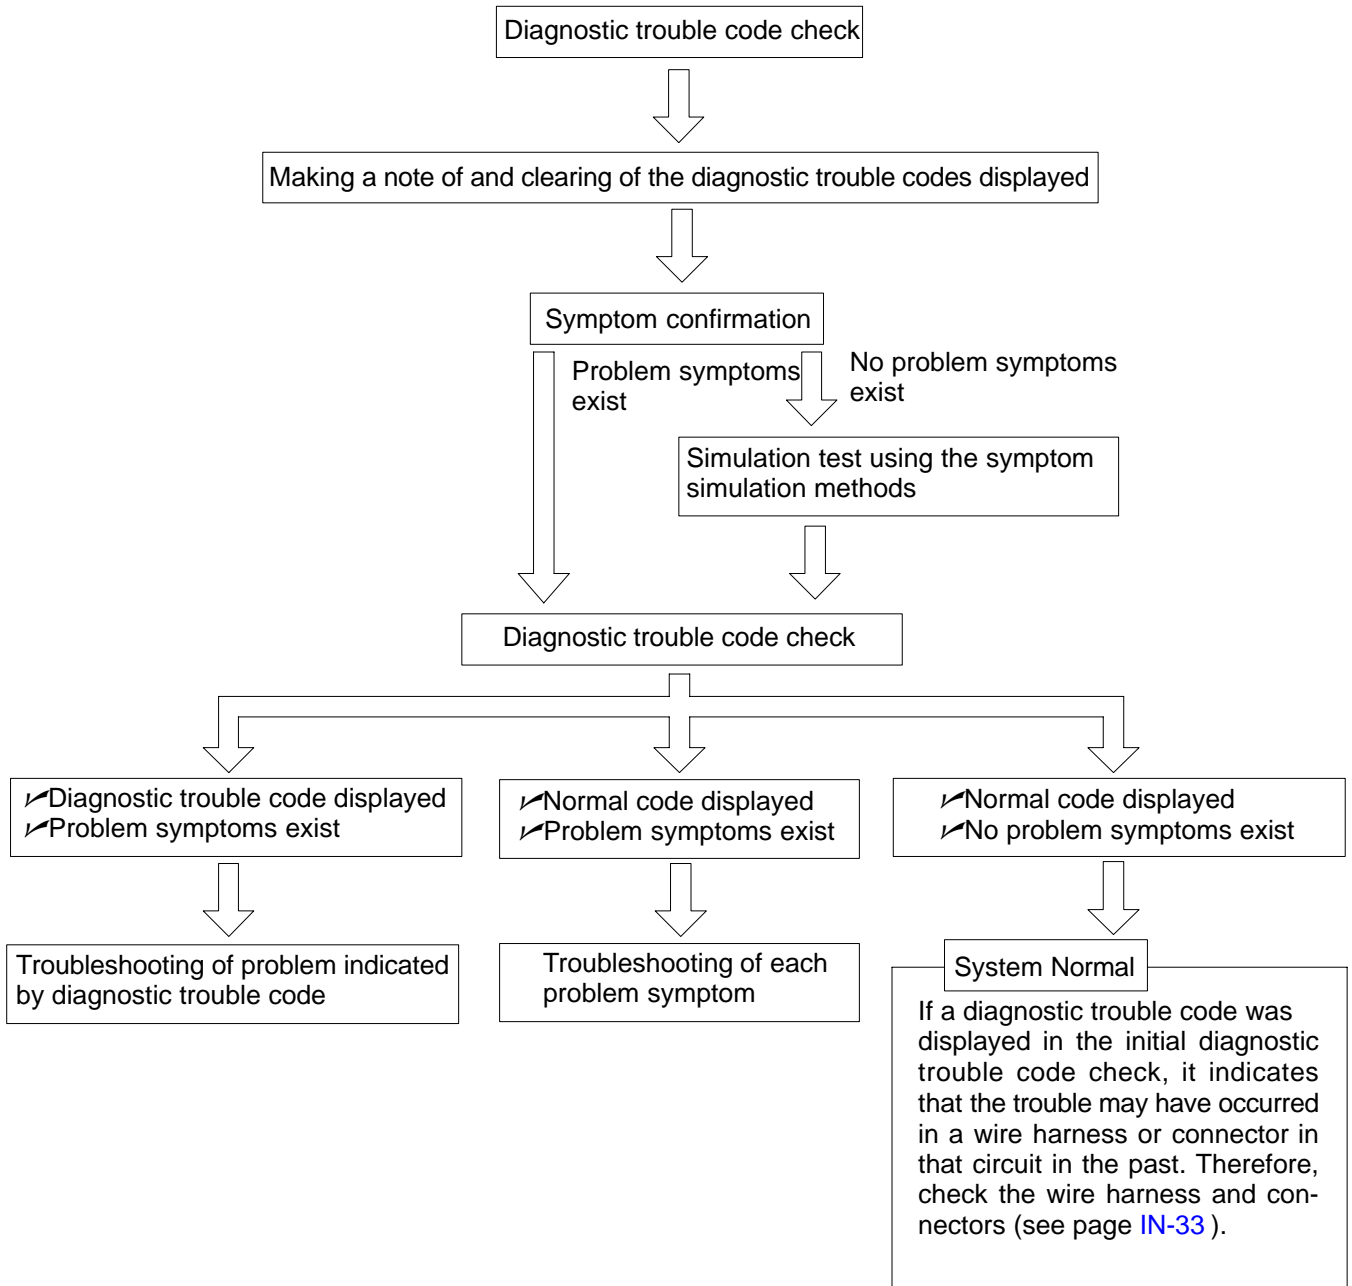 Diagnostic trouble code check
Making a note of and clearing of the diagnostic trouble codes displayed
Symptom confirmation
Problem symptoms
exist
No problem symptoms
exist
Simulation test using the symptom
simulation methods
Diagnostic trouble code check
Diagnostic trouble code displayed
Problem symptoms exist
Normal code displayed
Problem symptoms exist
Normal code displayed
No problem symptoms exist
Troubleshooting of problem indicated
by diagnostic trouble code
Troubleshooting of each
problem symptom
System Normal
If a diagnostic trouble code was
displayed in the initial diagnostic
trouble code check, it indicates
that the trouble may have occurred
in a wire harness or connector in
that circuit in the past. Therefore,
check the wire harness and con-
nectors (see page IN-33 ).